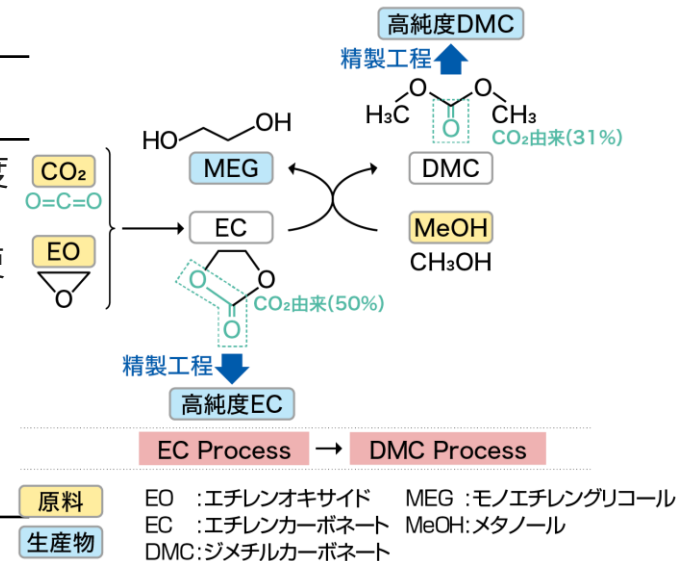 高純度DMC
精製工程
O O
H₃C CH₃
O
CO₂由来(31%)
HO OH
度 CO₂ MEG DMC
O=C=O
EC MeOH
EO CH₃OH
O
O O
CO₂由来(50%)
O
精製工程
高純度EC
EC Process → DMC Process
原料 EO :エチレンオキサイド MEG :モノエチレングリコール
EC :エチレンカーボネート MeOH:メタノール
生産物 DMC:ジメチルカーボネート